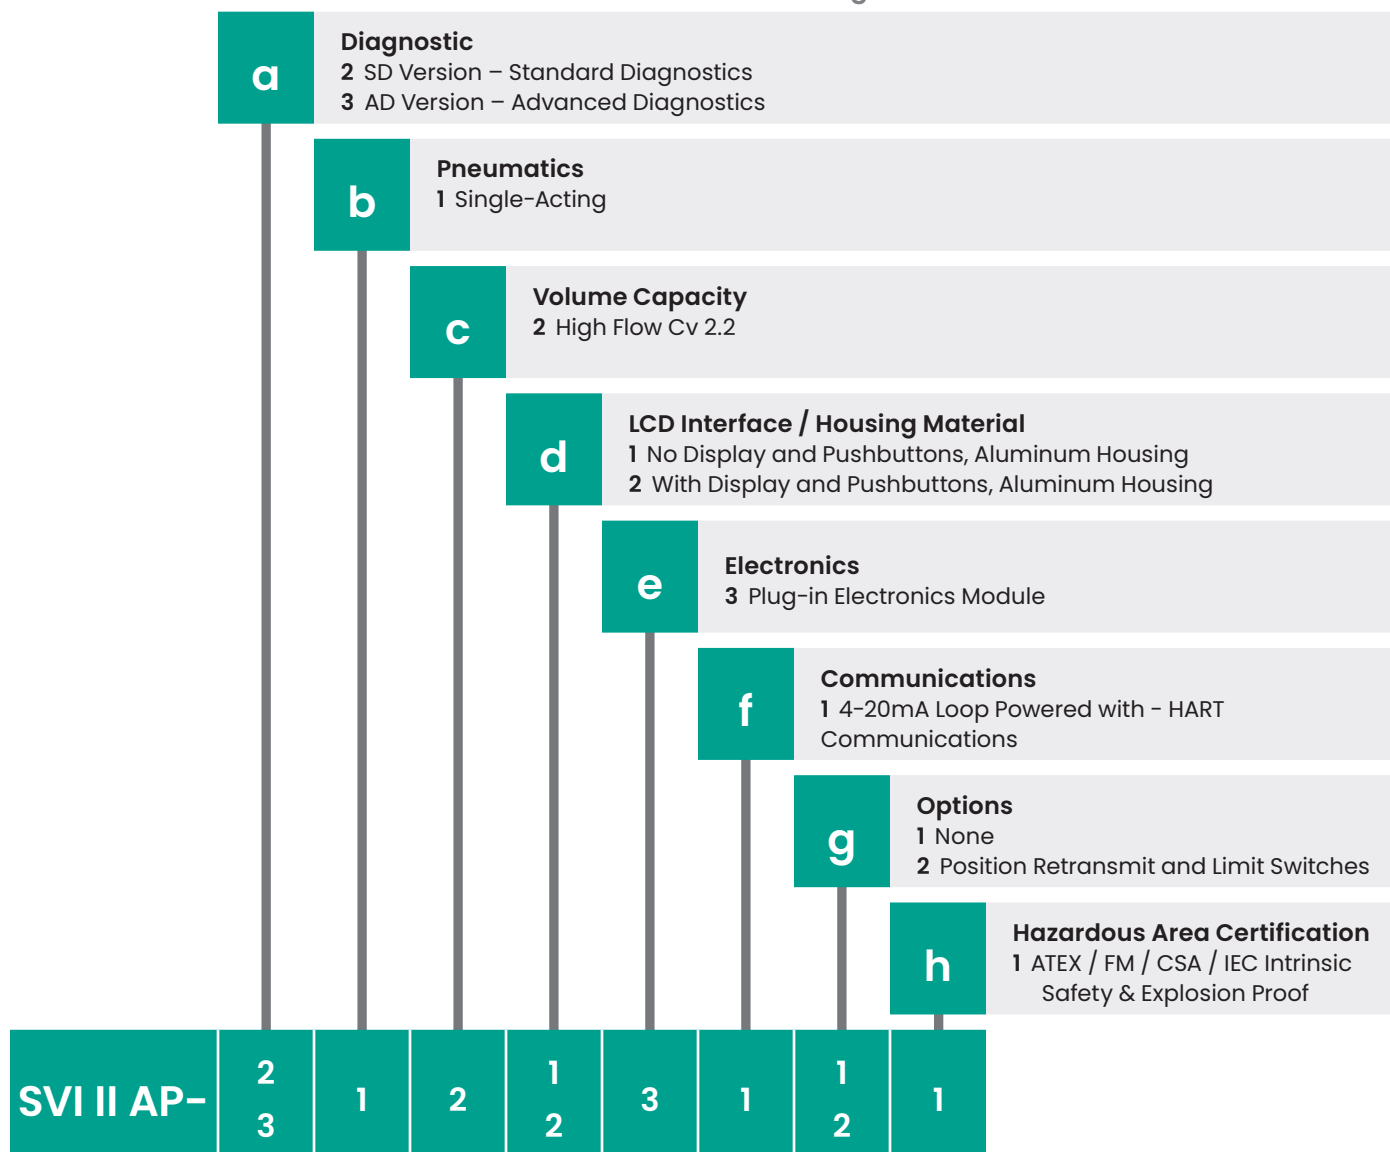 a
Diagnostic
2 SD Version – Standard Diagnostics
3 AD Version – Advanced Diagnostics
b
Pneumatics
1 Single-Acting
c
Volume Capacity
2 High Flow Cv 2.2
d
LCD Interface / Housing Material
1 No Display and Pushbuttons, Aluminum Housing
2 With Display and Pushbuttons, Aluminum Housing
e
Electronics
3 Plug-in Electronics Module
f
Communications
1 4-20mA Loop Powered with - HART
Communications
g
Options
1 None
2 Position Retransmit and Limit Switches
h
Hazardous Area Certification
1 ATEX / FM / CSA / IEC Intrinsic
Safety & Explosion Proof
SVI II AP-
2
3
1
2
1
2
3
1
1
2
1